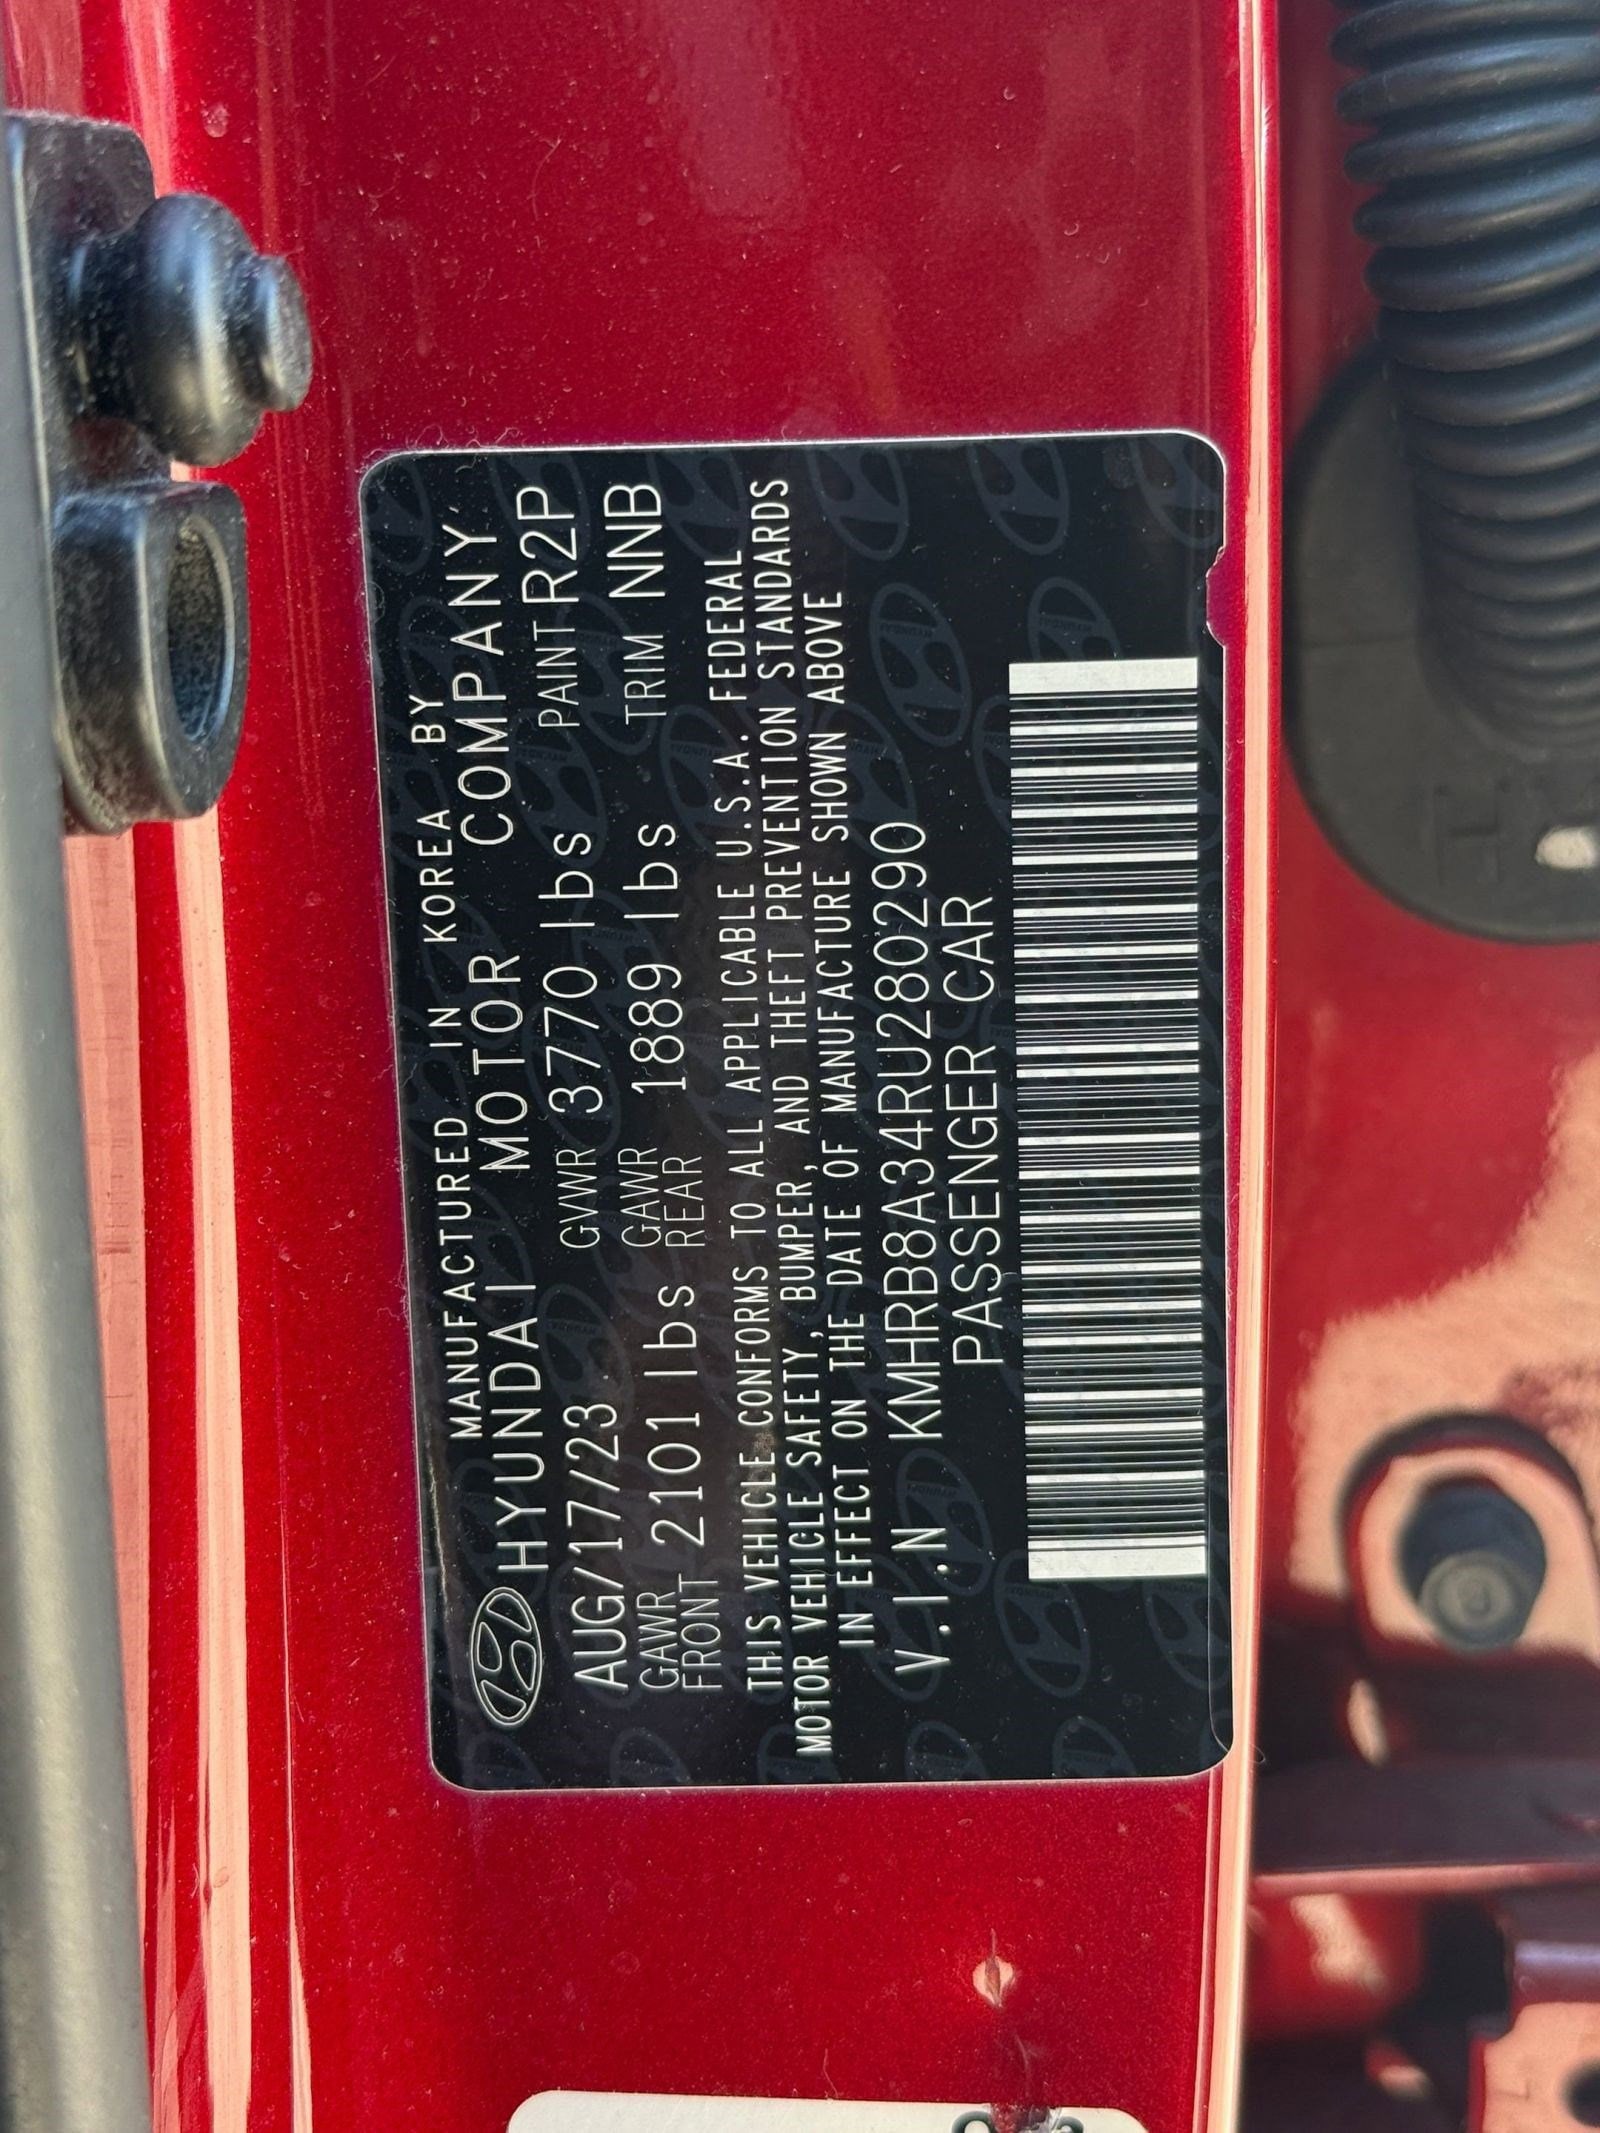 MANUFACTURED IN KOREA BY
HYUNDAI MOTOR COMPANY
AUG/17/23 GVWR 3770 lbs PAINT R2P
GAWR FRONT 2101 lbs GAWR REAR 1889 lbs TRIM NNB
THIS VEHICLE CONFORMS TO ALL APPLICABLE U.S.A. FEDERAL
MOTOR VEHICLE SAFETY, BUMPER, AND THEFT PREVENTION STANDARDS
IN EFFECT ON THE DATE OF MANUFACTURE SHOWN ABOVE
V.I.N KMHRB8A34RU280290
PASSENGER CAR